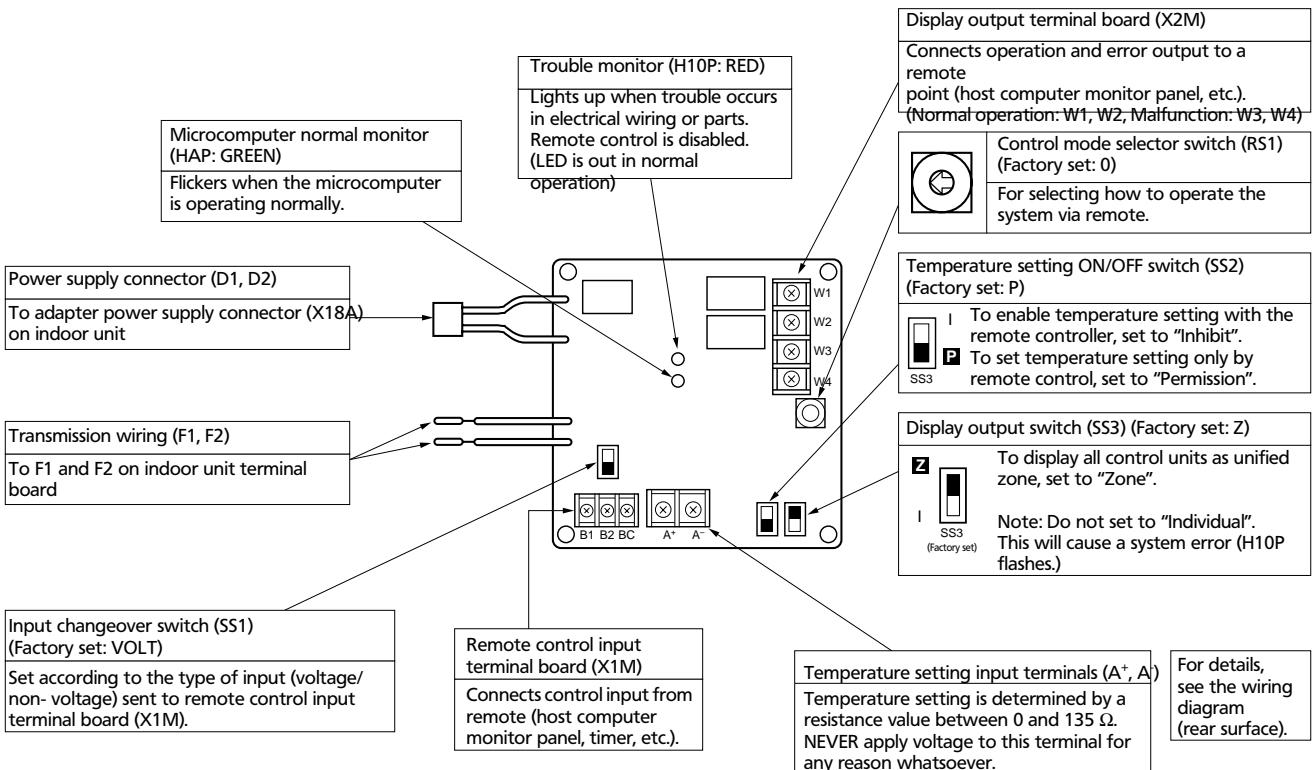 Display output terminal board (X2M)
Connects operation and error output to a
remote
point (host computer monitor panel, etc.).
(Normal operation: W1, W2, Malfunction: W3, W4)
Trouble monitor (H10P: RED)
Lights up when trouble occurs
in electrical wiring or parts.
Remote control is disabled.
(LED is out in normal
operation)
Microcomputer normal monitor
(HAP: GREEN)
Flickers when the microcomputer
is operating normally.
Control mode selector switch (RS1)
(Factory set: 0)
For selecting how to operate the
system via remote.
Power supply connector (D1, D2)
To adapter power supply connector (X18A)
on indoor unit
Temperature setting ON/OFF switch (SS2)
(Factory set: P)
I
P
SS3
To enable temperature setting with the
remote controller, set to “Inhibit”.
To set temperature setting only by
remote control, set to “Permission”.
W1
W2
W3
W4
Transmission wiring (F1, F2)
To F1 and F2 on indoor unit terminal
board
Display output switch (SS3) (Factory set: Z)
Z
I
SS3
(Factory set)
To display all control units as unified
zone, set to “Zone”.
Note: Do not set to “Individual”.
This will cause a system error (H10P
flashes.)
B1 B2 BC A⁺ A⁻
Input changeover switch (SS1)
(Factory set: VOLT)
Set according to the type of input (voltage/
non- voltage) sent to remote control input
terminal board (X1M).
Remote control input
terminal board (X1M)
Connects control input from
remote (host computer
monitor panel, timer, etc.).
Temperature setting input terminals (A⁺, A⁻)
Temperature setting is determined by a
resistance value between 0 and 135 Ω.
NEVER apply voltage to this terminal for
any reason whatsoever.
For details,
see the wiring
diagram
(rear surface).